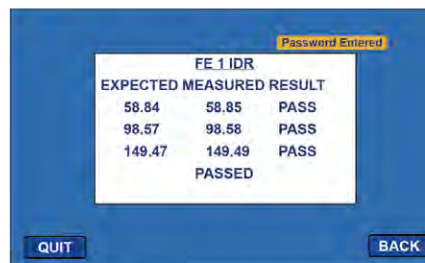 Password Entered
FE 1 IDR
EXPECTED MEASURED RESULT
58.84 58.85 PASS
98.57 98.58 PASS
149.47 149.49 PASS
PASSED
QUIT BACK